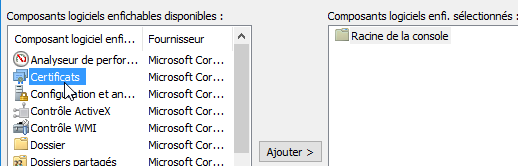 Composants logiciels enfichables disponibles :
Composants logiciels enfi. sélectionnés :
Composant logiciel enfi... Fournisseur
Racine de la console
Analyseur de perfor... Microsoft Cor...
Certificats Microsoft Cor...
Configuration et an... Microsoft Cor...
Contrôle ActiveX Microsoft Cor...
Contrôle WMI Microsoft Cor...
Dossier Microsoft Cor...
Ajouter >
Dossiers partagés Microsoft Cor...